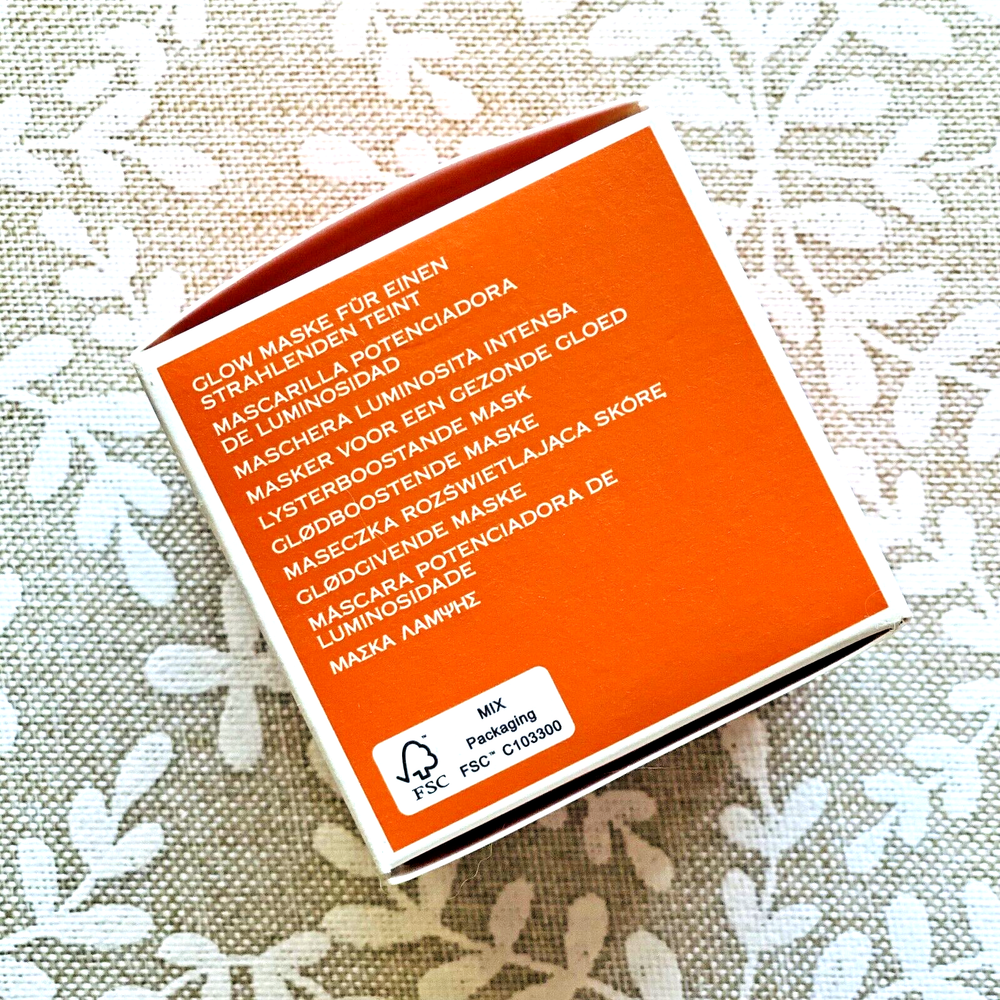 GLOW MASKE FÜR EINEN
STRAHLENDEN TEINT
MASCARILLA POTENCIADORA
DE LUMINOSIDAD
MASCHERA LUMINOSITÀ INTENSA
MASKER VOOR EEN GEZONDE GLOED
LYSTERBOOSTANDE MASK
GLØDBOOSTENDE MASKE
MASECZKA ROZŚWIETLAJĄCA SKÓRĘ
GLØDGIVENDE MASKE
MÁSCARA POTENCIADORA DE
LUMINOSIDADE
ΜΑΣΚΑ ΛΑΜΨΗΣ
MIX
Packaging
FSC™ C103300
FSC